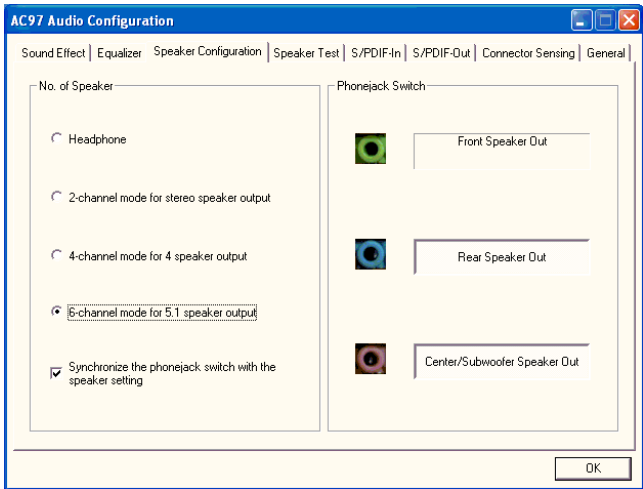 AC97 Audio Configuration
Sound Effect
Equalizer
Speaker Configuration
Speaker Test
S/PDIF-In
S/PDIF-Out
Connector Sensing
General
No. of Speaker
Headphone
2-channel mode for stereo speaker output
4-channel mode for 4 speaker output
6-channel mode for 5.1 speaker output
Synchronize the phonejack switch with the
speaker setting
Phonejack Switch
Front Speaker Out
Rear Speaker Out
Center/Subwoofer Speaker Out
OK